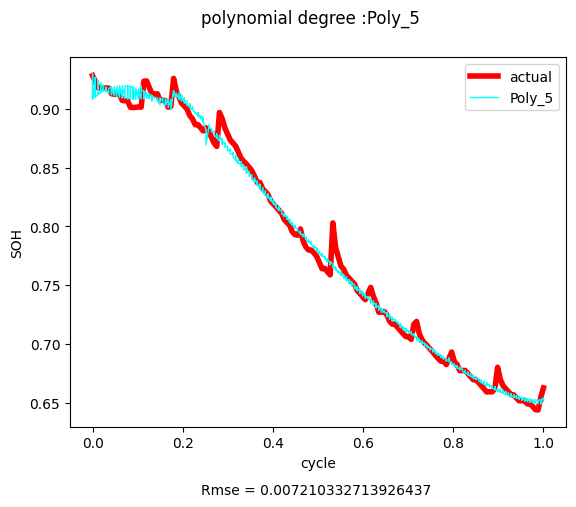 polynomial degree :Poly_5
actual
Poly_5
0.90
0.85
0.80
0.75
0.70
0.65
SOH
0.0 0.2 0.4 0.6 0.8 1.0
cycle
Rmse = 0.007210332713926437